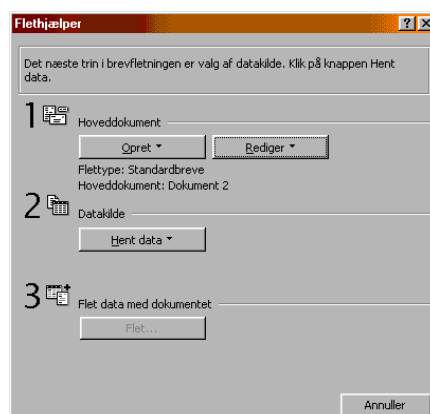 Flethjælper
Det næste trin i brevfletningen er valg af datakilde. Klik på knappen Hent
data.
1
Hoveddokument
Opret
Rediger
Flettype: Standardbreve
Hoveddokument: Dokument 2
2
Datakilde
Hent data
3
Flet data med dokumentet
Flet...
Annuller